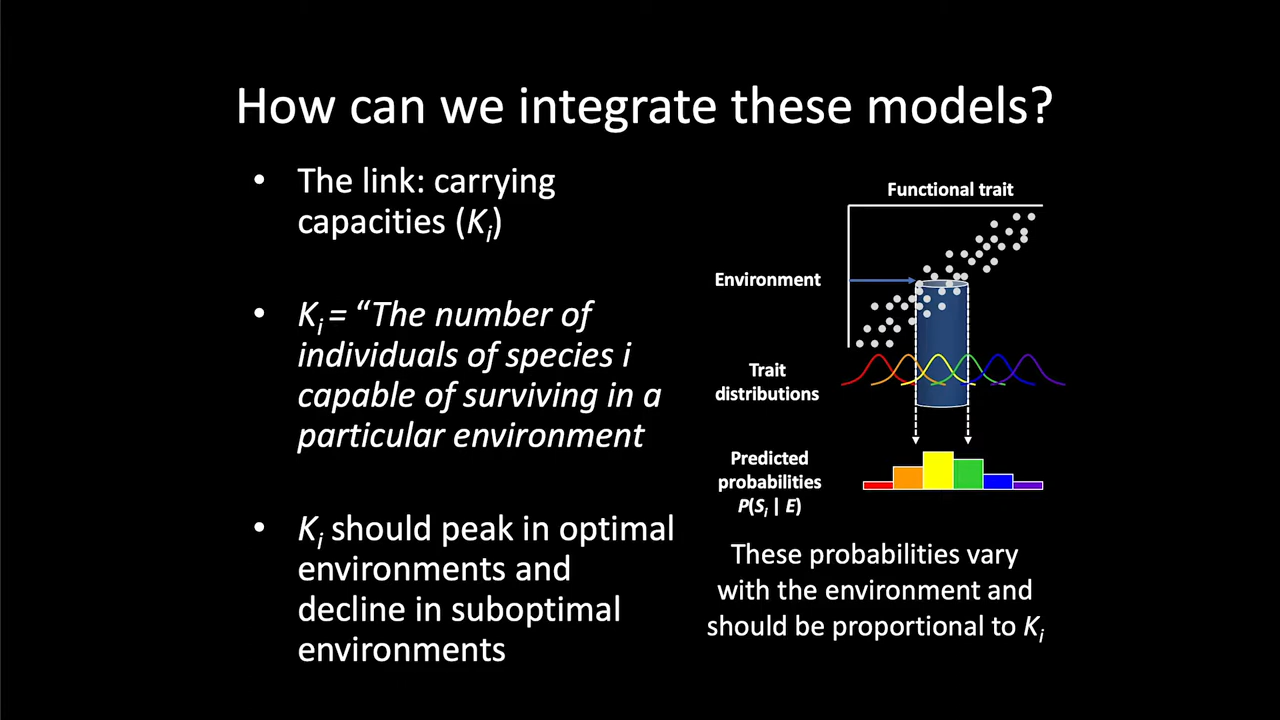 How can we integrate these models?
• The link: carrying
capacities (Ki)
• Ki = “The number of
individuals of species i
capable of surviving in a
particular environment
• Ki should peak in optimal
environments and
decline in suboptimal
environments
Functional trait
Environment
Trait
distributions
Predicted
probabilities
P(Si | E)
These probabilities vary
with the environment and
should be proportional to Ki